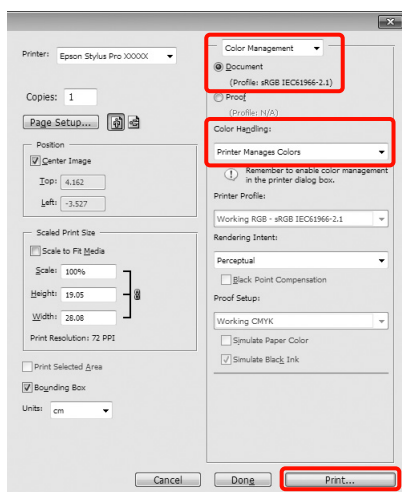 Printer: Epson Stylus Pro XXXXX
Copies: 1
Page Setup...
Position
Center Image
Top: 4.162
Left: -3.527
Scaled Print Size
Scale to Fit Media
Scale: 100%
Height: 19.05
Width: 28.08
Print Resolution: 72 PPI
Print Selected Area
Bounding Box
Units: cm
Color Management
Document
(Profile: sRGB IEC61966-2.1)
Proof
(Profile: N/A)
Color Handling:
Printer Manages Colors
Remember to enable color management
in the printer dialog box.
Printer Profile:
Working RGB - sRGB IEC61966-2.1
Rendering Intent:
Perceptual
Black Point Compensation
Proof Setup:
Working CMYK
Simulate Paper Color
Simulate Black Ink
Cancel
Done
Print...